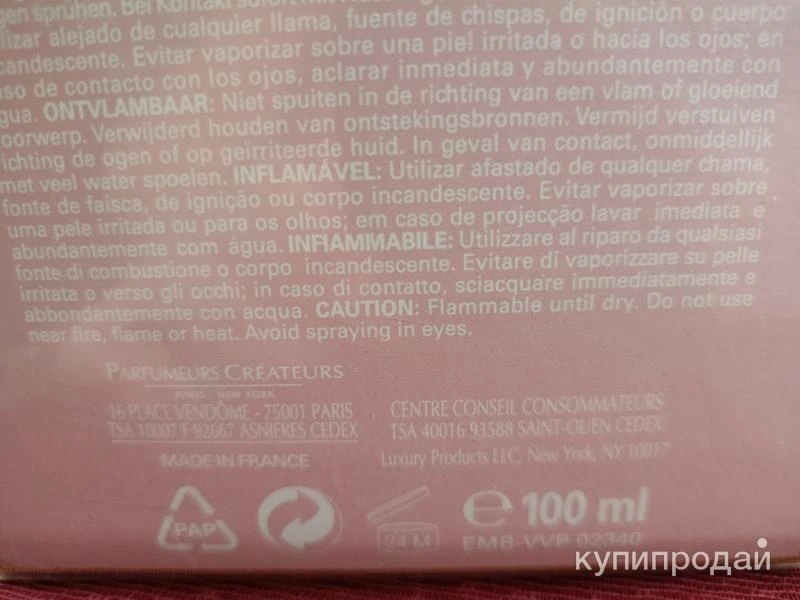 gen sprühen. Bei Kontakt sofort mit
lizar alejado de cualquier llama, fuente de chispas, de ignición o cuerpo
candescente. Evitar vaporizar sobre una piel irritada o hacia los ojos; en
aso de contacto con los ojos, aclarar inmediata y abundantemente con
gua. ONTVLAMBAAR: Niet spuiten in de richting van een vlam of gloeiend
oorwerp. Verwijderd houden van ontstekingsbronnen. Vermijd verstuiven
richting de ogen of op geïrriteerde huid. In geval van contact, onmiddellijk
met veel water spoelen. INFLAMÁVEL: Utilizar afastado de qualquer chama,
fonte de faisca, de ignição ou corpo incandescente. Evitar vaporizar sobre
uma pele irritada ou para os olhos; em caso de projecção lavar imediata e
abundantemente com água. INFIAMMABILE: Utilizzare al riparo da qualsiasi
fonte di combustione o corpo incandescente. Evitare di vaporizzare su pelle
irritata o verso gli occhi; in caso di contatto, sciacquare immediatamente e
abbondantemente con acqua. CAUTION: Flammable until dry. Do not use
near fire, flame or heat. Avoid spraying in eyes.
PARFUMEURS CRÉATEURS
PARIS - NEW YORK
16 PLACE VENDÔME - 75001 PARIS
TSA 10007 F 92667 ASNIERES CEDEX
MADE IN FRANCE
CENTRE CONSEIL CONSOMMATEURS
TSA 40016 93588 SAINT-OUEN CEDEX
Luxury Products LLC, New York, NY 10017
PAP
24 M
e 100 ml
EMB-VVP 02340
купипродай